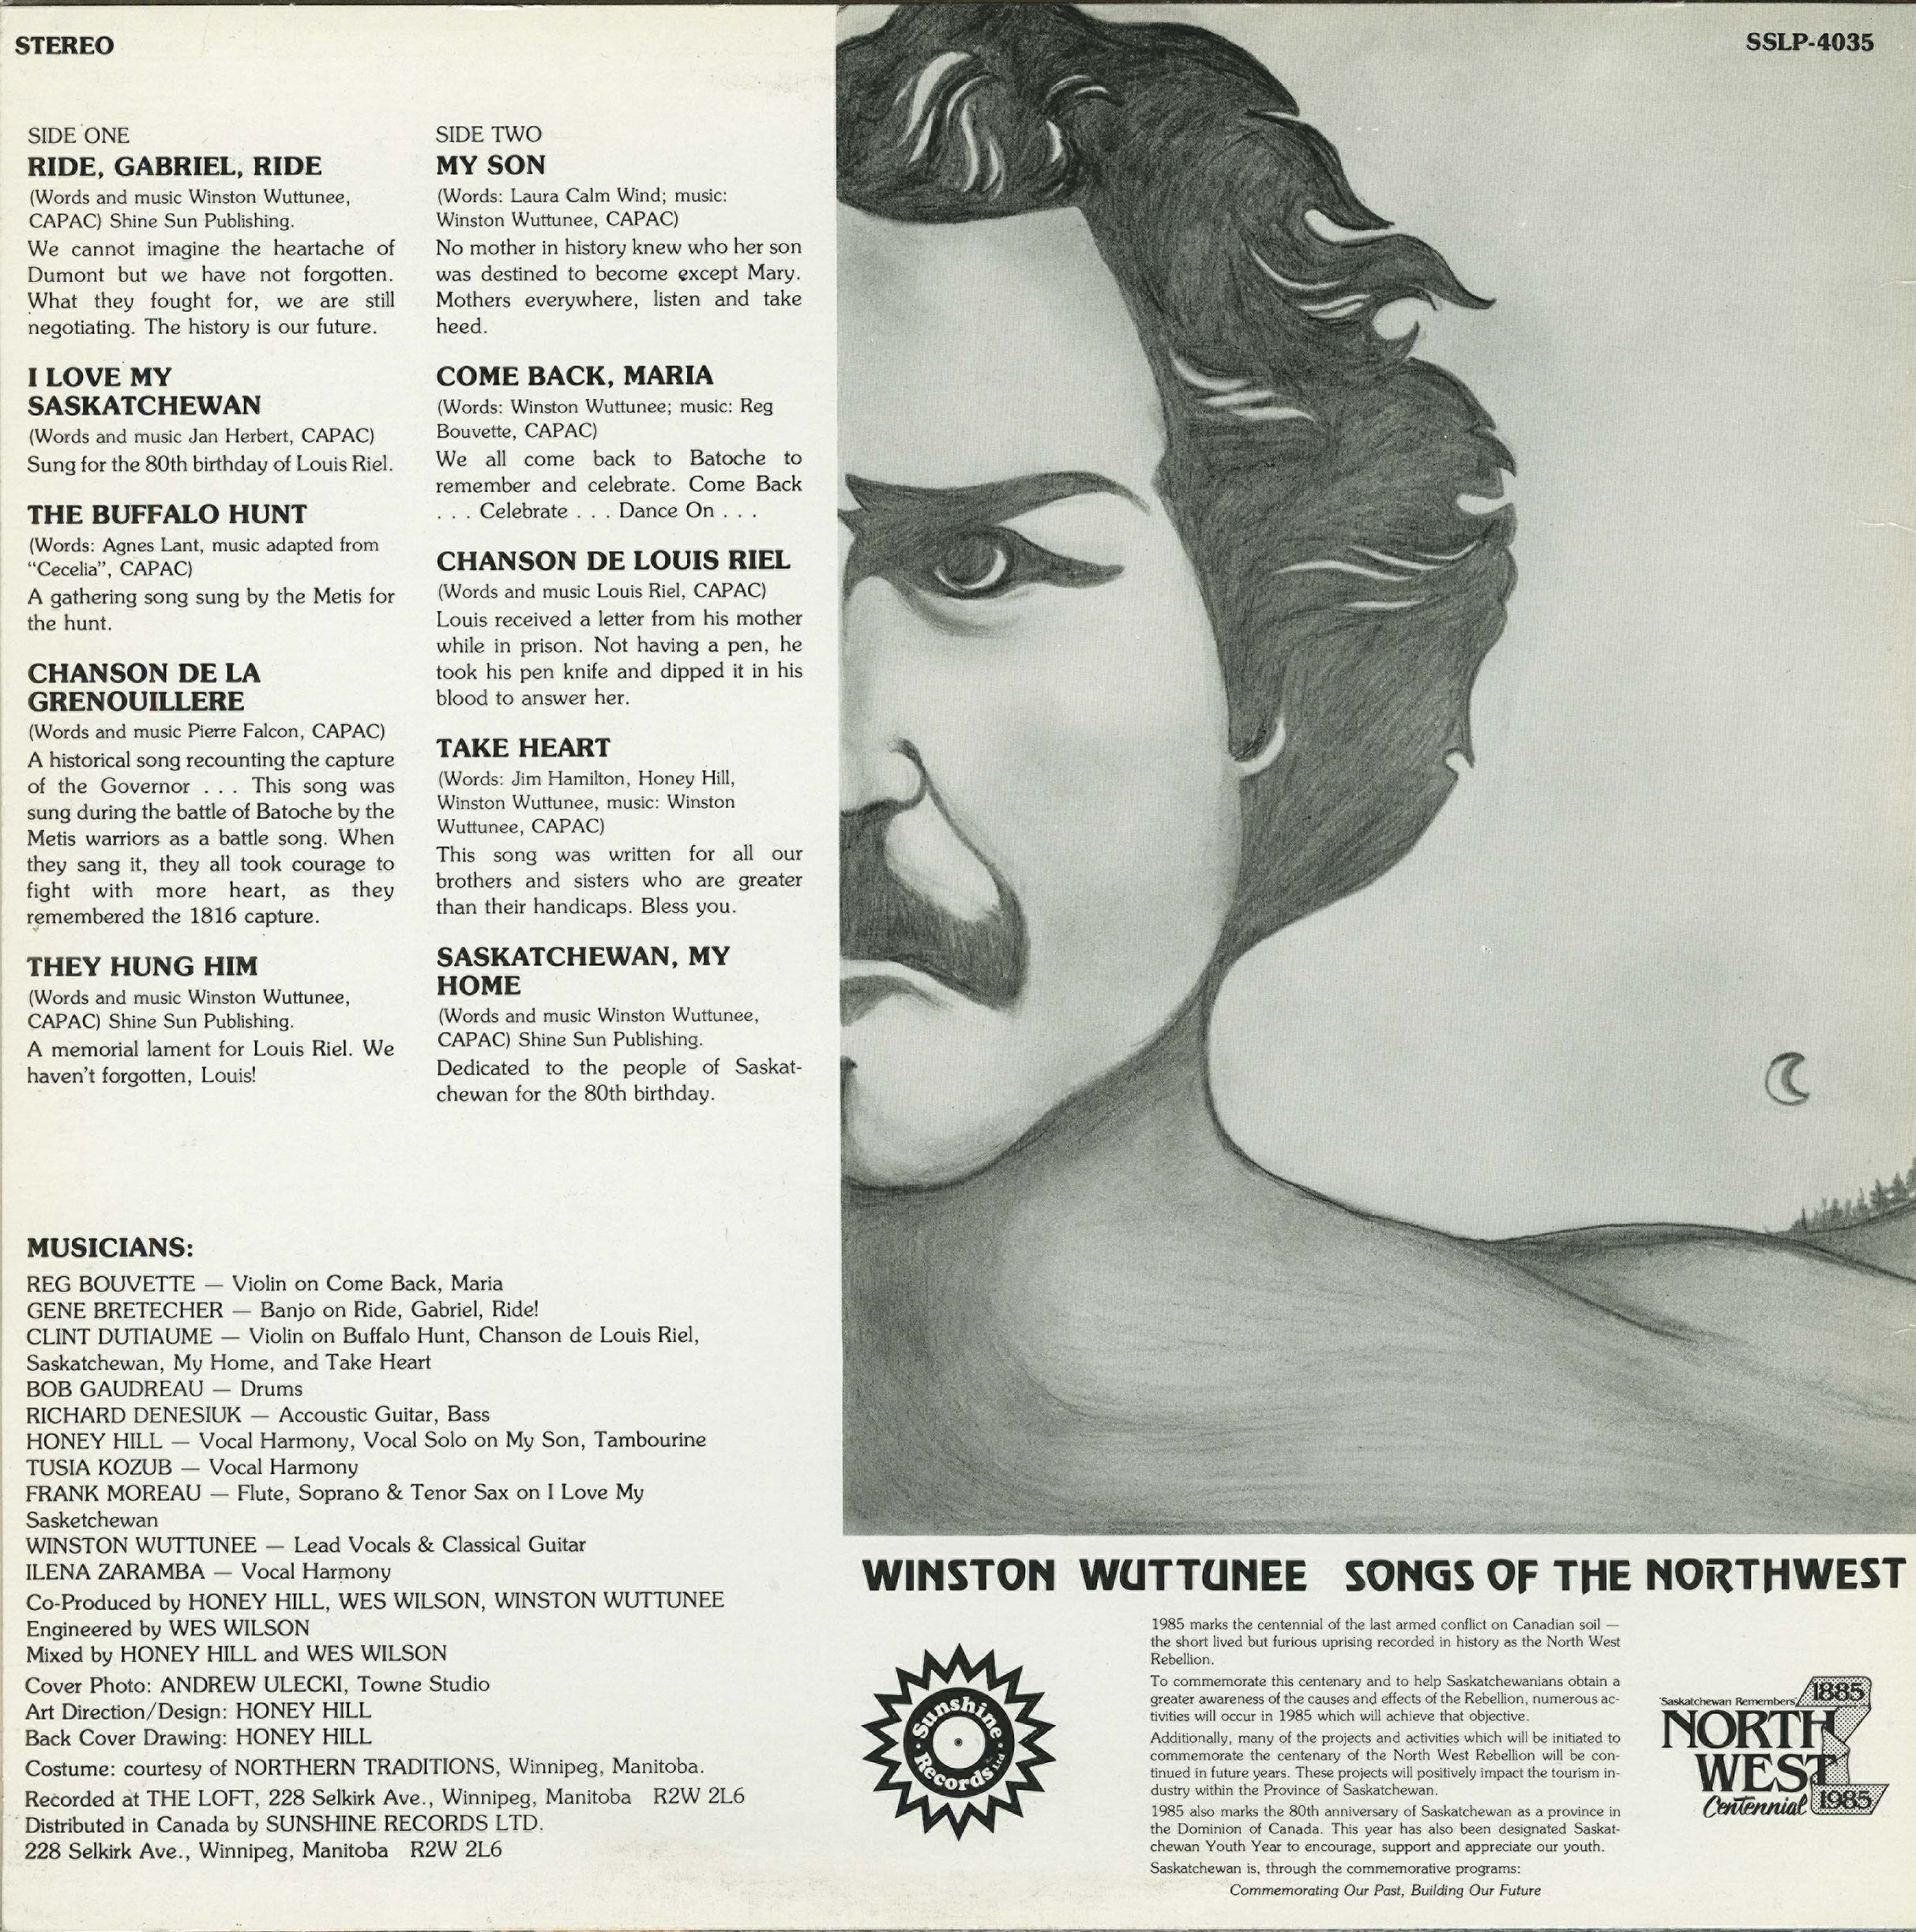 STEREO
SSLP-4035
SIDE ONE
RIDE, GABRIEL, RIDE
(Words and music Winston Wuttunee,
CAPAC) Shine Sun Publishing.
We cannot imagine the heartache of
Dumont but we have not forgotten.
What they fought for, we are still
negotiating. The history is our future.
I LOVE MY
SASKATCHEWAN
(Words and music Jan Herbert, CAPAC)
Sung for the 80th birthday of Louis Riel.
THE BUFFALO HUNT
(Words: Agnes Lant, music adapted from
“Cecelia”, CAPAC)
A gathering song sung by the Metis for
the hunt.
CHANSON DE LA
GRENOUILLERE
(Words and music Pierre Falcon, CAPAC)
A historical song recounting the capture
of the Governor . . . This song was
sung during the battle of Batoche by the
Metis warriors as a battle song. When
they sang it, they all took courage to
fight with more heart, as they
remembered the 1816 capture.
THEY HUNG HIM
(Words and music Winston Wuttunee,
CAPAC) Shine Sun Publishing.
A memorial lament for Louis Riel. We
haven't forgotten, Louis!
SIDE TWO
MY SON
(Words: Laura Calm Wind; music:
Winston Wuttunee, CAPAC)
No mother in history knew who her son
was destined to become except Mary.
Mothers everywhere, listen and take
heed.
COME BACK, MARIA
(Words: Winston Wuttunee; music: Reg
Bouvette, CAPAC)
We all come back to Batoche to
remember and celebrate. Come Back
. . . Celebrate . . . Dance On . . .
CHANSON DE LOUIS RIEL
(Words and music Louis Riel, CAPAC)
Louis received a letter from his mother
while in prison. Not having a pen, he
took his pen knife and dipped it in his
blood to answer her.
TAKE HEART
(Words: Jim Hamilton, Honey Hill,
Winston Wuttunee, music: Winston
Wuttunee, CAPAC)
This song was written for all our
brothers and sisters who are greater
than their handicaps. Bless you.
SASKATCHEWAN, MY
HOME
(Words and music Winston Wuttunee,
CAPAC) Shine Sun Publishing.
Dedicated to the people of Saskat-
chewan for the 80th birthday.
MUSICIANS:
REG BOUVETTE — Violin on Come Back, Maria
GENE BRETECHER — Banjo on Ride, Gabriel, Ride!
CLINT DUTIAUME — Violin on Buffalo Hunt, Chanson de Louis Riel,
Saskatchewan, My Home, and Take Heart
BOB GAUDREAU — Drums
RICHARD DENESIUK — Accoustic Guitar, Bass
HONEY HILL — Vocal Harmony, Vocal Solo on My Son, Tambourine
TUSIA KOZUB — Vocal Harmony
FRANK MOREAU — Flute, Soprano & Tenor Sax on I Love My
Sasketchewan
WINSTON WUTTUNEE — Lead Vocals & Classical Guitar
ILENA ZARAMBA — Vocal Harmony
Co-Produced by HONEY HILL, WES WILSON, WINSTON WUTTUNEE
Engineered by WES WILSON
Mixed by HONEY HILL and WES WILSON
Cover Photo: ANDREW ULECKI, Towne Studio
Art Direction/Design: HONEY HILL
Back Cover Drawing: HONEY HILL
Costume: courtesy of NORTHERN TRADITIONS, Winnipeg, Manitoba.
Recorded at THE LOFT, 228 Selkirk Ave., Winnipeg, Manitoba R2W 2L6
Distributed in Canada by SUNSHINE RECORDS LTD.
228 Selkirk Ave., Winnipeg, Manitoba R2W 2L6
WINSTON WUTTUNEE SONGS OF THE NORTHWEST
Sunshine
Records Ltd
1985 marks the centennial of the last armed conflict on Canadian soil —
the short lived but furious uprising recorded in history as the North West
Rebellion.
To commemorate this centenary and to help Saskatchewanians obtain a
greater awareness of the causes and effects of the Rebellion, numerous ac-
tivities will occur in 1985 which will achieve that objective.
Additionally, many of the projects and activities which will be initiated to
commemorate the centenary of the North West Rebellion will be con-
tinued in future years. These projects will positively impact the tourism in-
dustry within the Province of Saskatchewan.
1985 also marks the 80th anniversary of Saskatchewan as a province in
the Dominion of Canada. This year has also been designated Saskat-
chewan Youth Year to encourage, support and appreciate our youth.
Saskatchewan is, through the commemorative programs:
Commemorating Our Past, Building Our Future
'Saskatchewan Remembers' 1885
NORTH
WEST
Centennial 1985